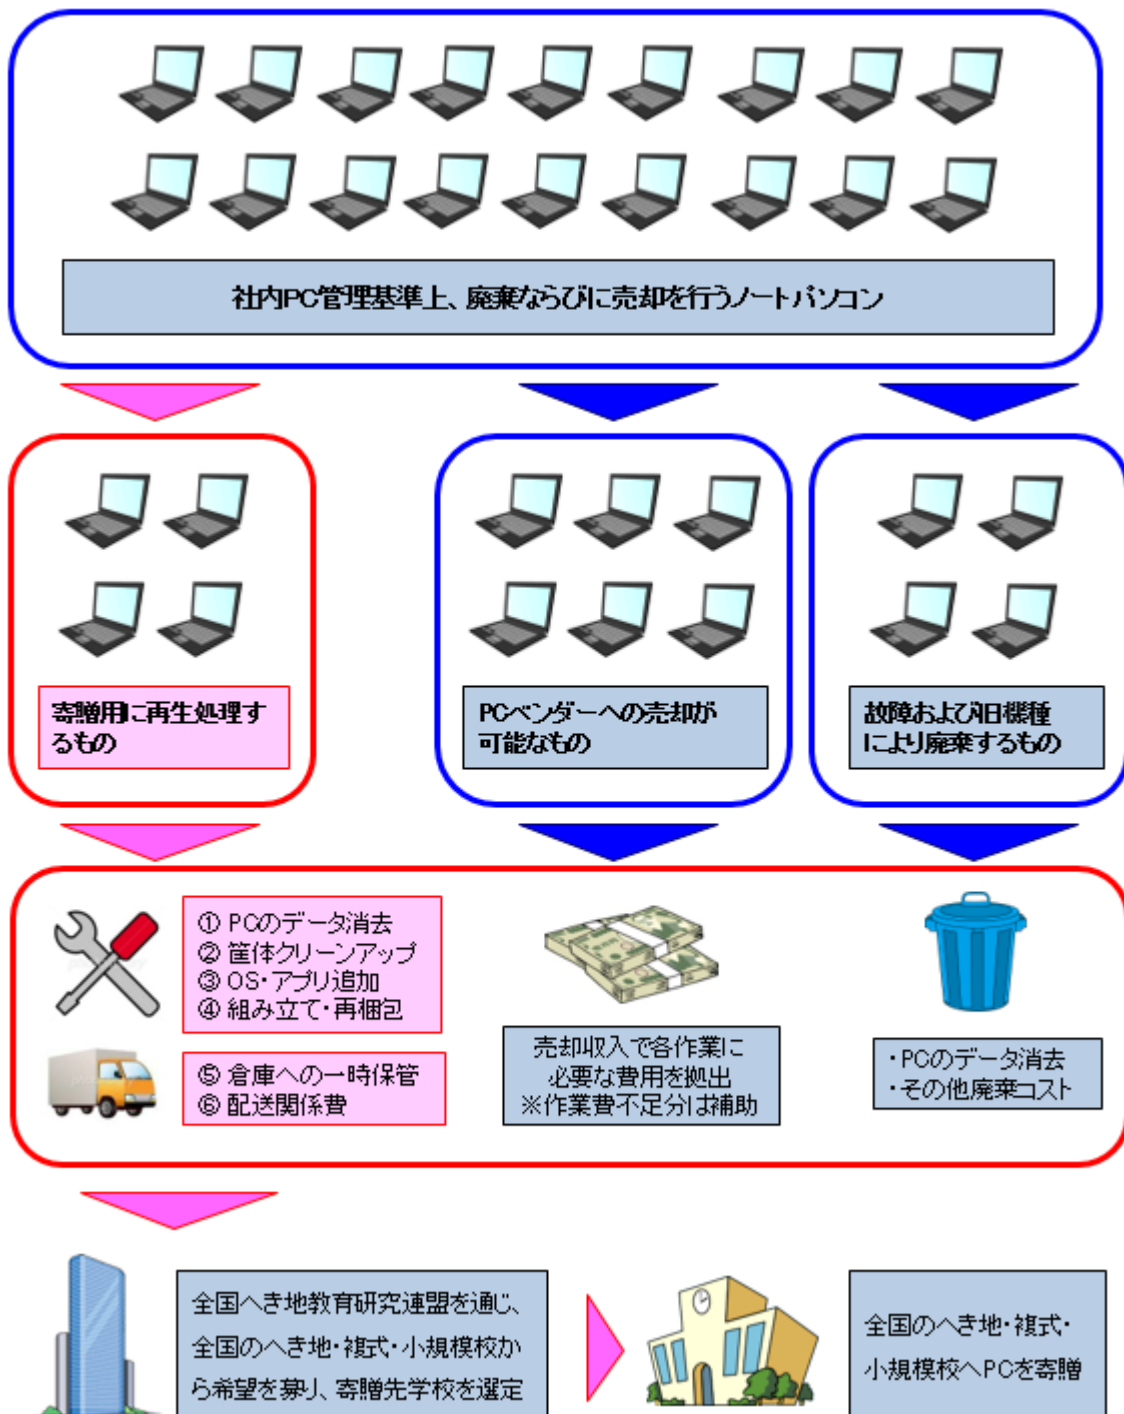 社内PC管理基準上、廃棄ならびに売却を行うノートパソコン
寄贈用に再生処理す
るもの
PCベンダーへの売却が
可能なもの
故障および旧機種
により廃棄するもの
① PCのデータ消去
② 筐体クリーンアップ
③ OS・アプリ追加
④ 組み立て・再梱包
⑤ 倉庫への一時保管
⑥ 配送関係費
売却収入で各作業に
必要な費用を拠出
※作業費不足分は補助
・PCのデータ消去
・その他廃棄コスト
全国へき地教育研究連盟を通じ、
全国のへき地・複式・小規模校か
ら希望を募り、寄贈先学校を選定
全国のへき地・複式・
小規模校へPCを寄贈